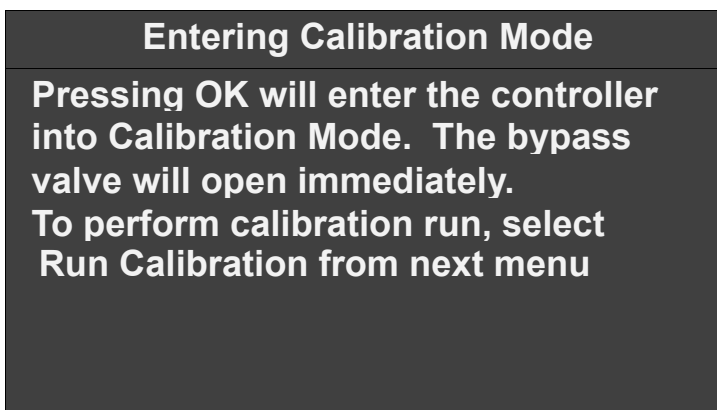 Entering Calibration Mode
Pressing OK will enter the controller
into Calibration Mode.  The bypass
valve will open immediately.
To perform calibration run, select
Run Calibration from next menu